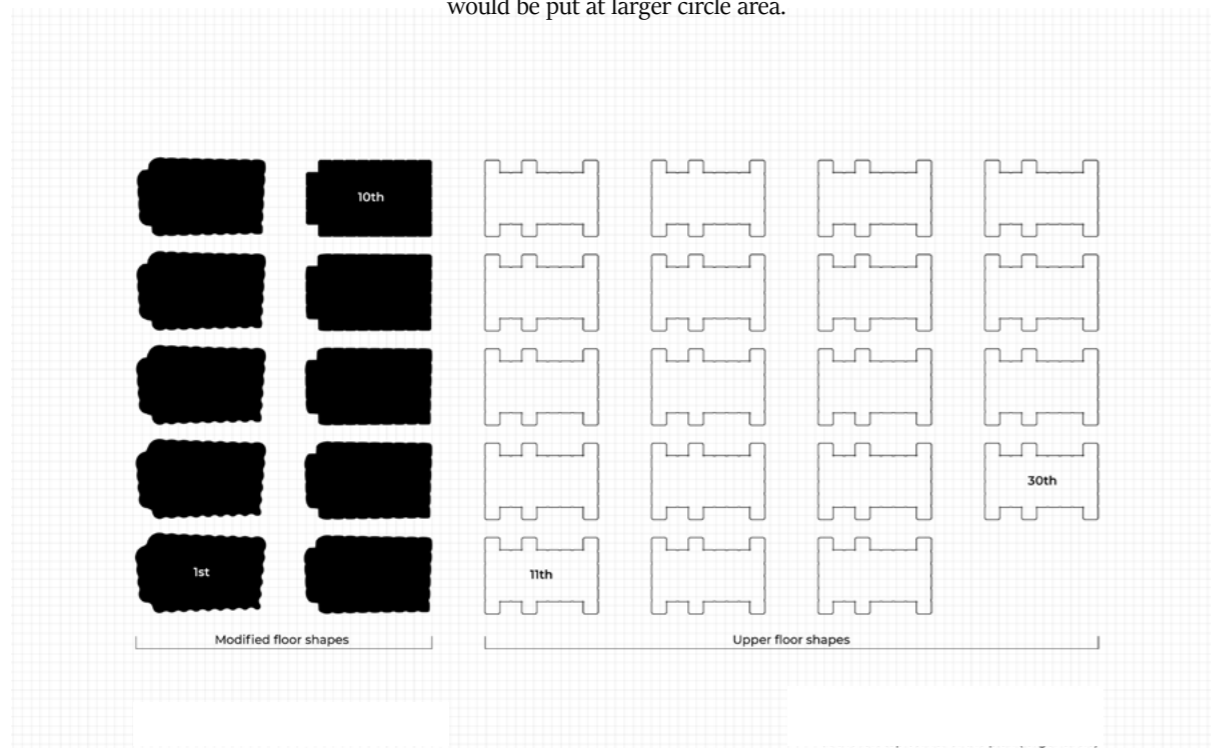 would be put at larger circle area.
10th
30th
1st
11th
Modified floor shapes
Upper floor shapes